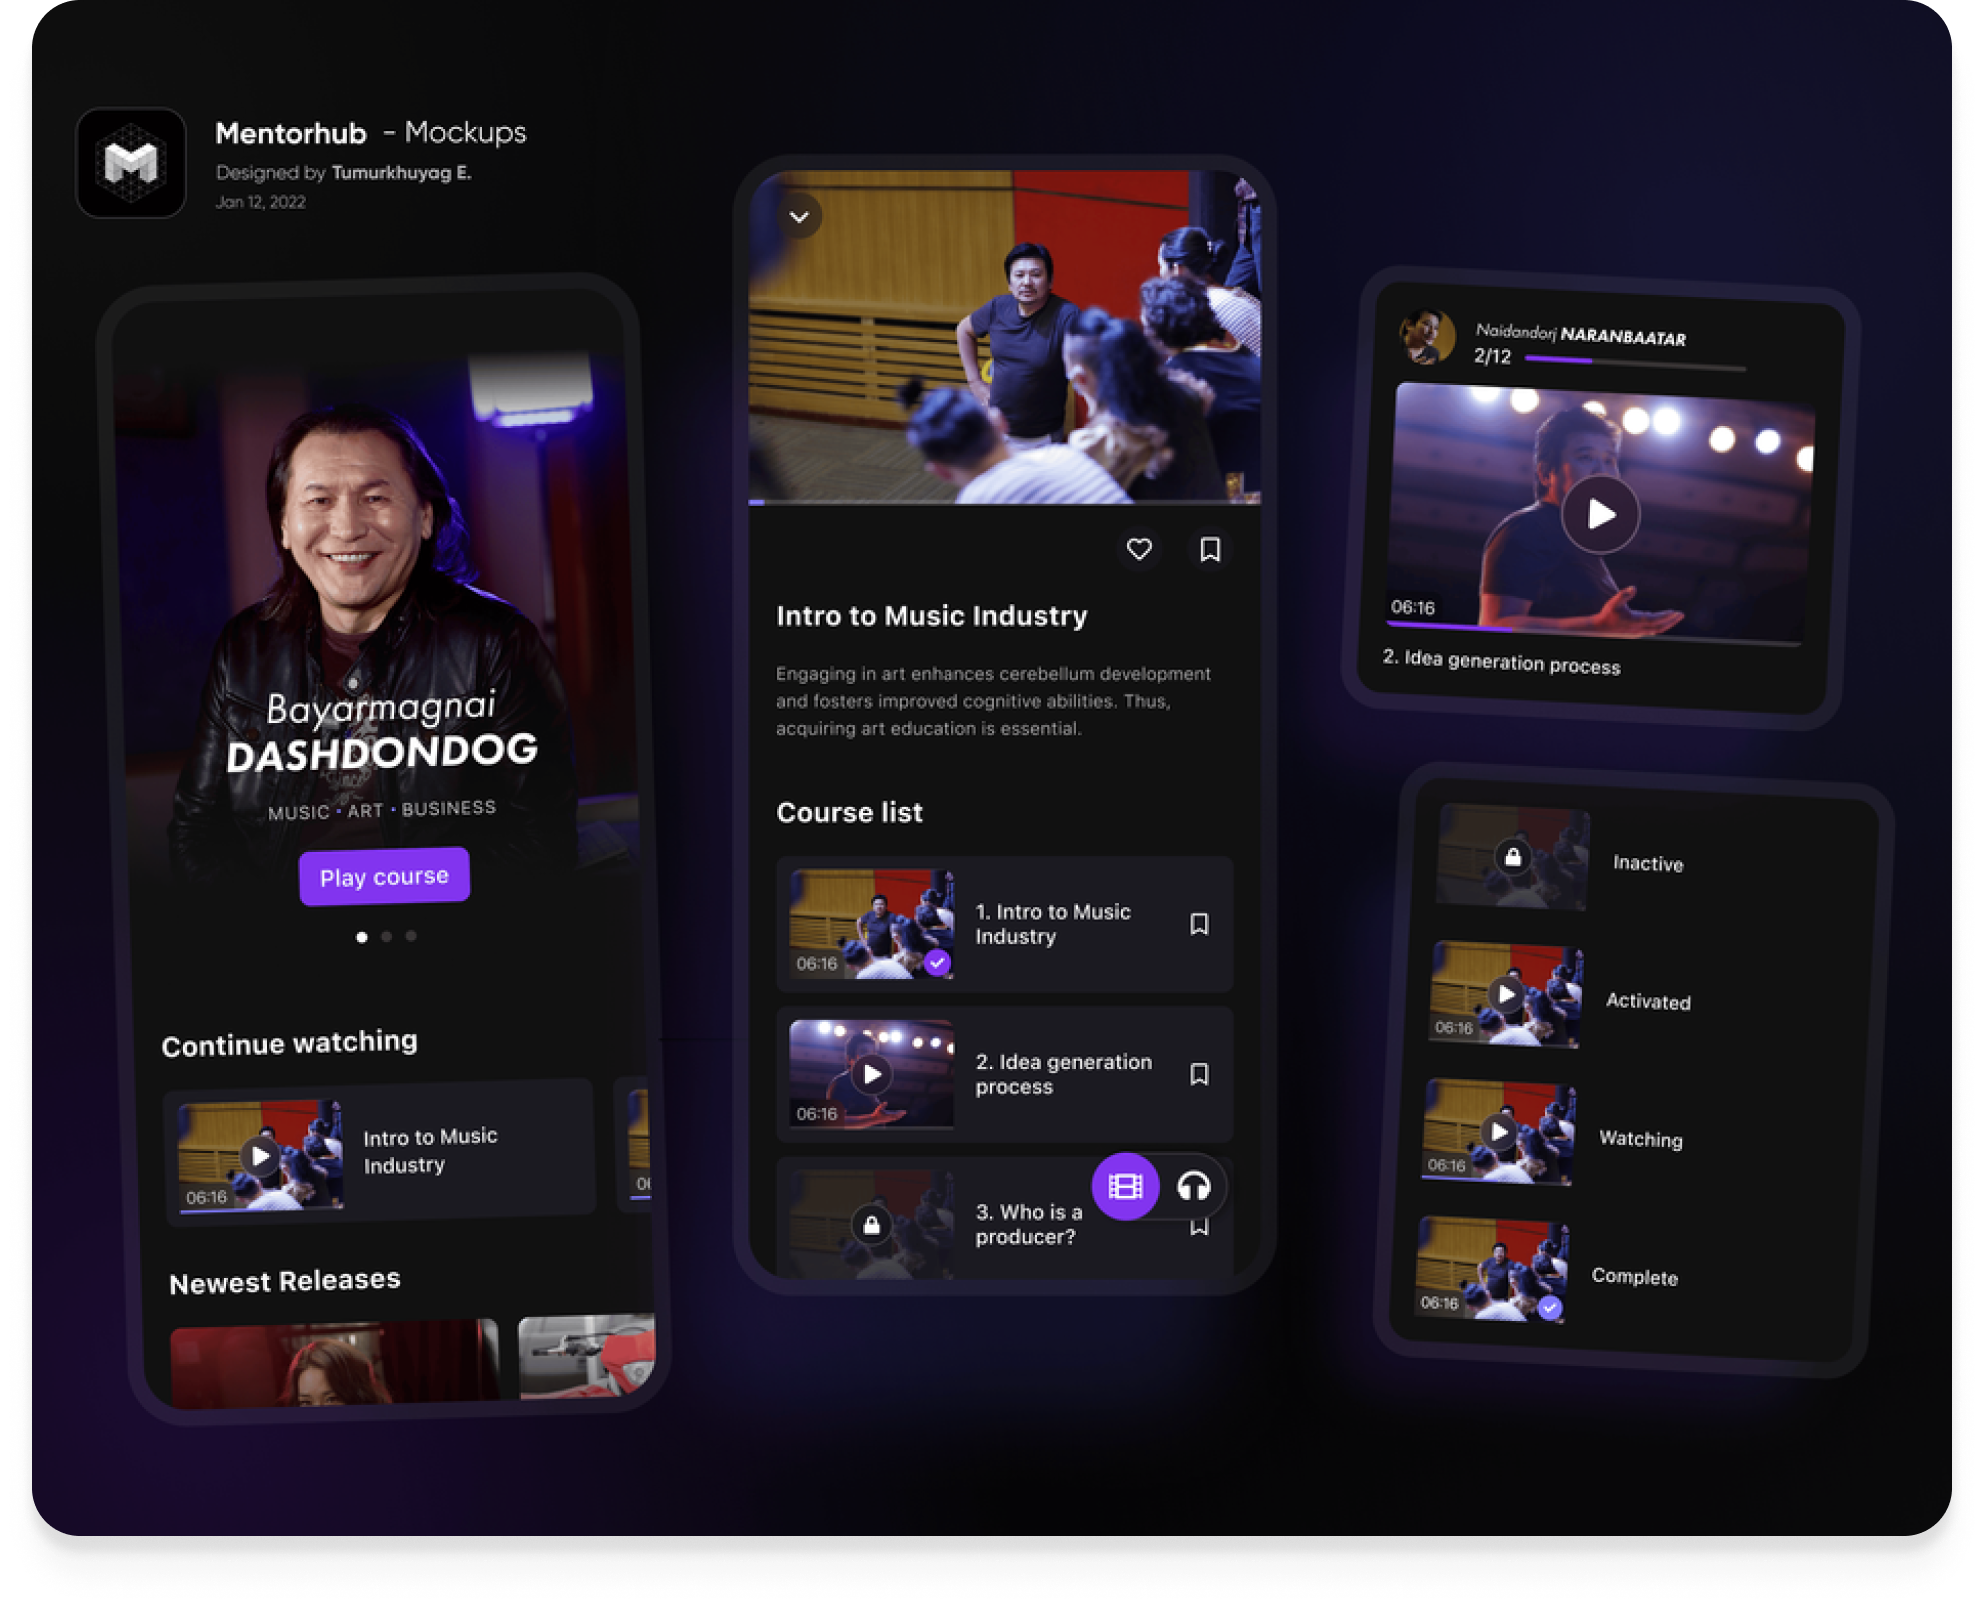 Mentorhub - Mockups
Designed by Tumurkhuyag E.
Jan 12, 2022
Bayarmagnai
DASHDONDOG
MUSIC · ART · BUSINESS
Play course
Continue watching
06:16
Intro to Music
Industry
Newest Releases
Intro to Music Industry
Engaging in art enhances cerebellum development
and fosters improved cognitive abilities. Thus,
acquiring art education is essential.
Course list
1. Intro to Music
Industry
06:16
2. Idea generation
process
06:16
3. Who is a
producer?
Naidandorj NARANBAATAR
2/12
06:16
2. Idea generation process
Inactive
Activated
06:16
Watching
06:16
Complete
06:16